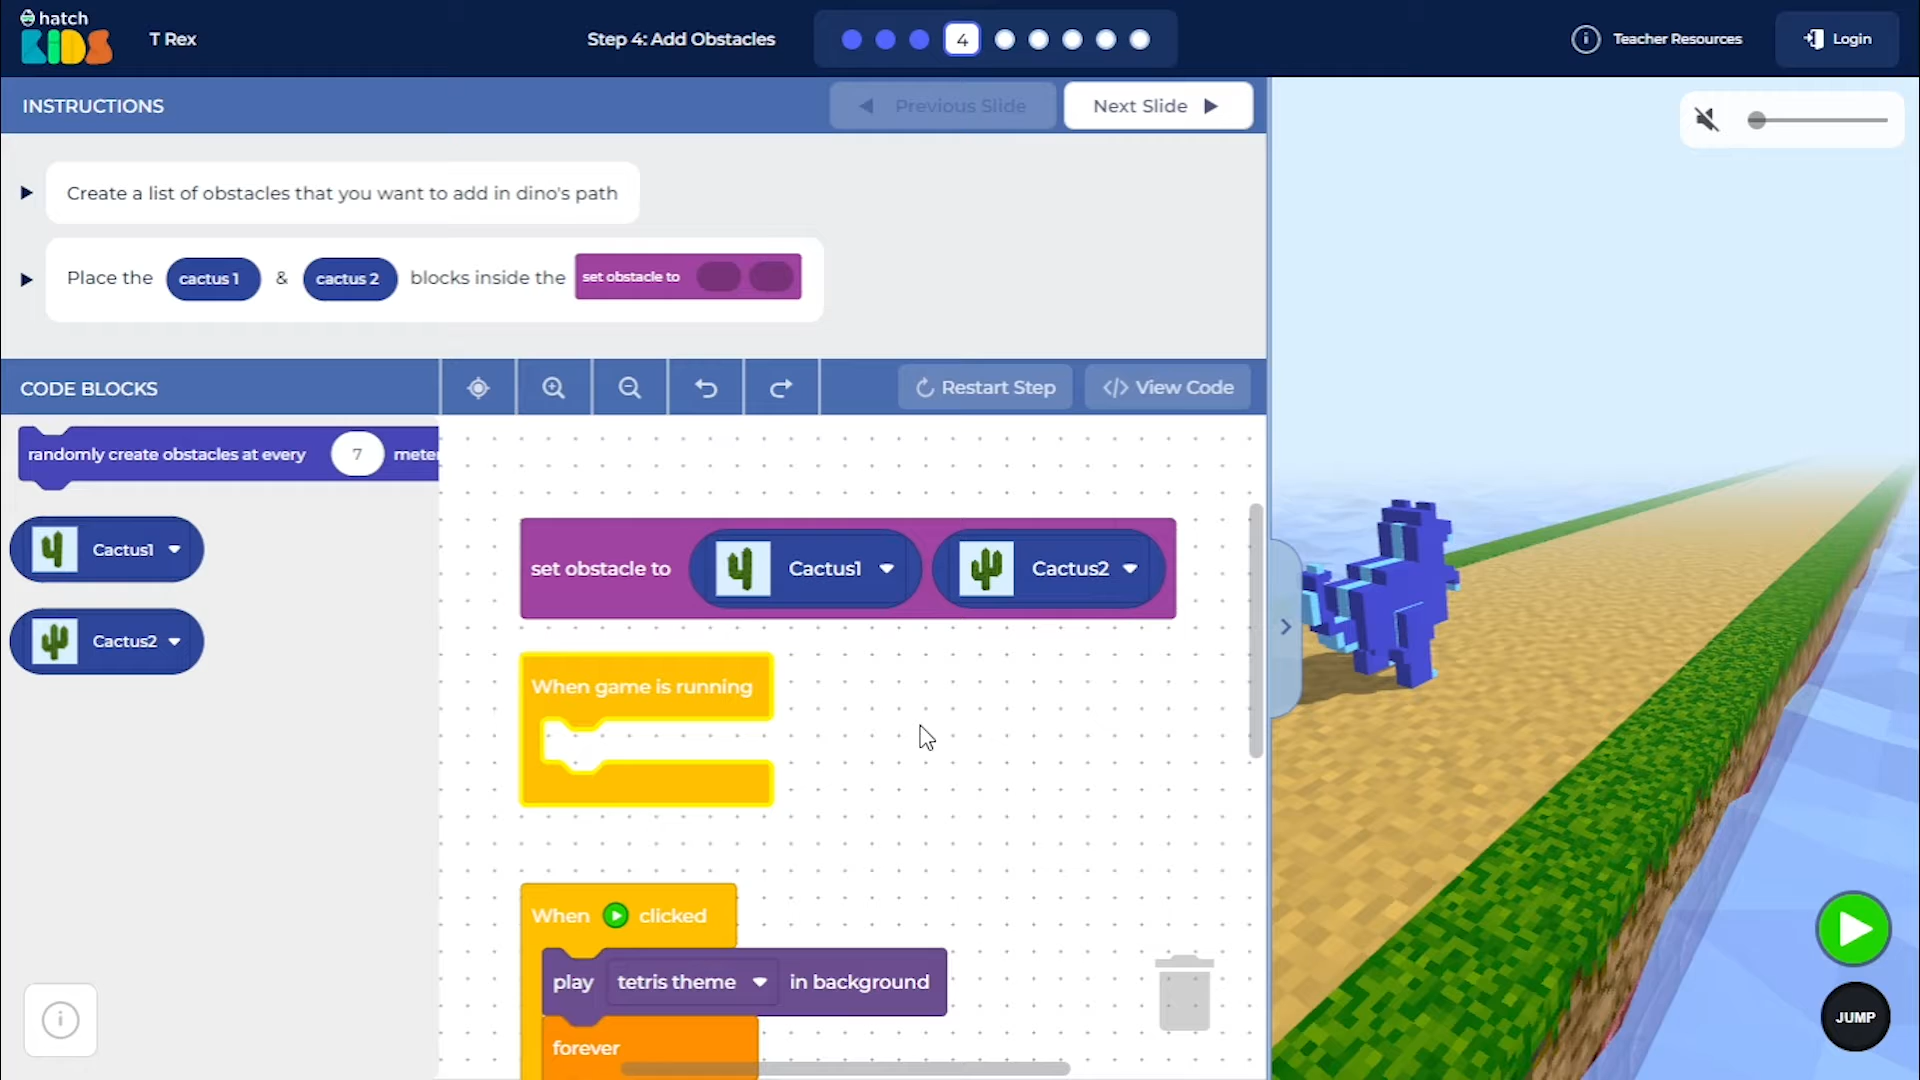 hatch
KIDS
T Rex
Step 4: Add Obstacles
4
Teacher Resources
Login
INSTRUCTIONS
Previous Slide
Next Slide
Create a list of obstacles that you want to add in dino's path
Place the cactus 1 & cactus 2 blocks inside the set obstacle to
CODE BLOCKS
Restart Step
</> View Code
randomly create obstacles at every 7 meter
Cactus1
Cactus2
set obstacle to Cactus1 Cactus2
When game is running
When clicked
play tetris theme in background
forever
JUMP